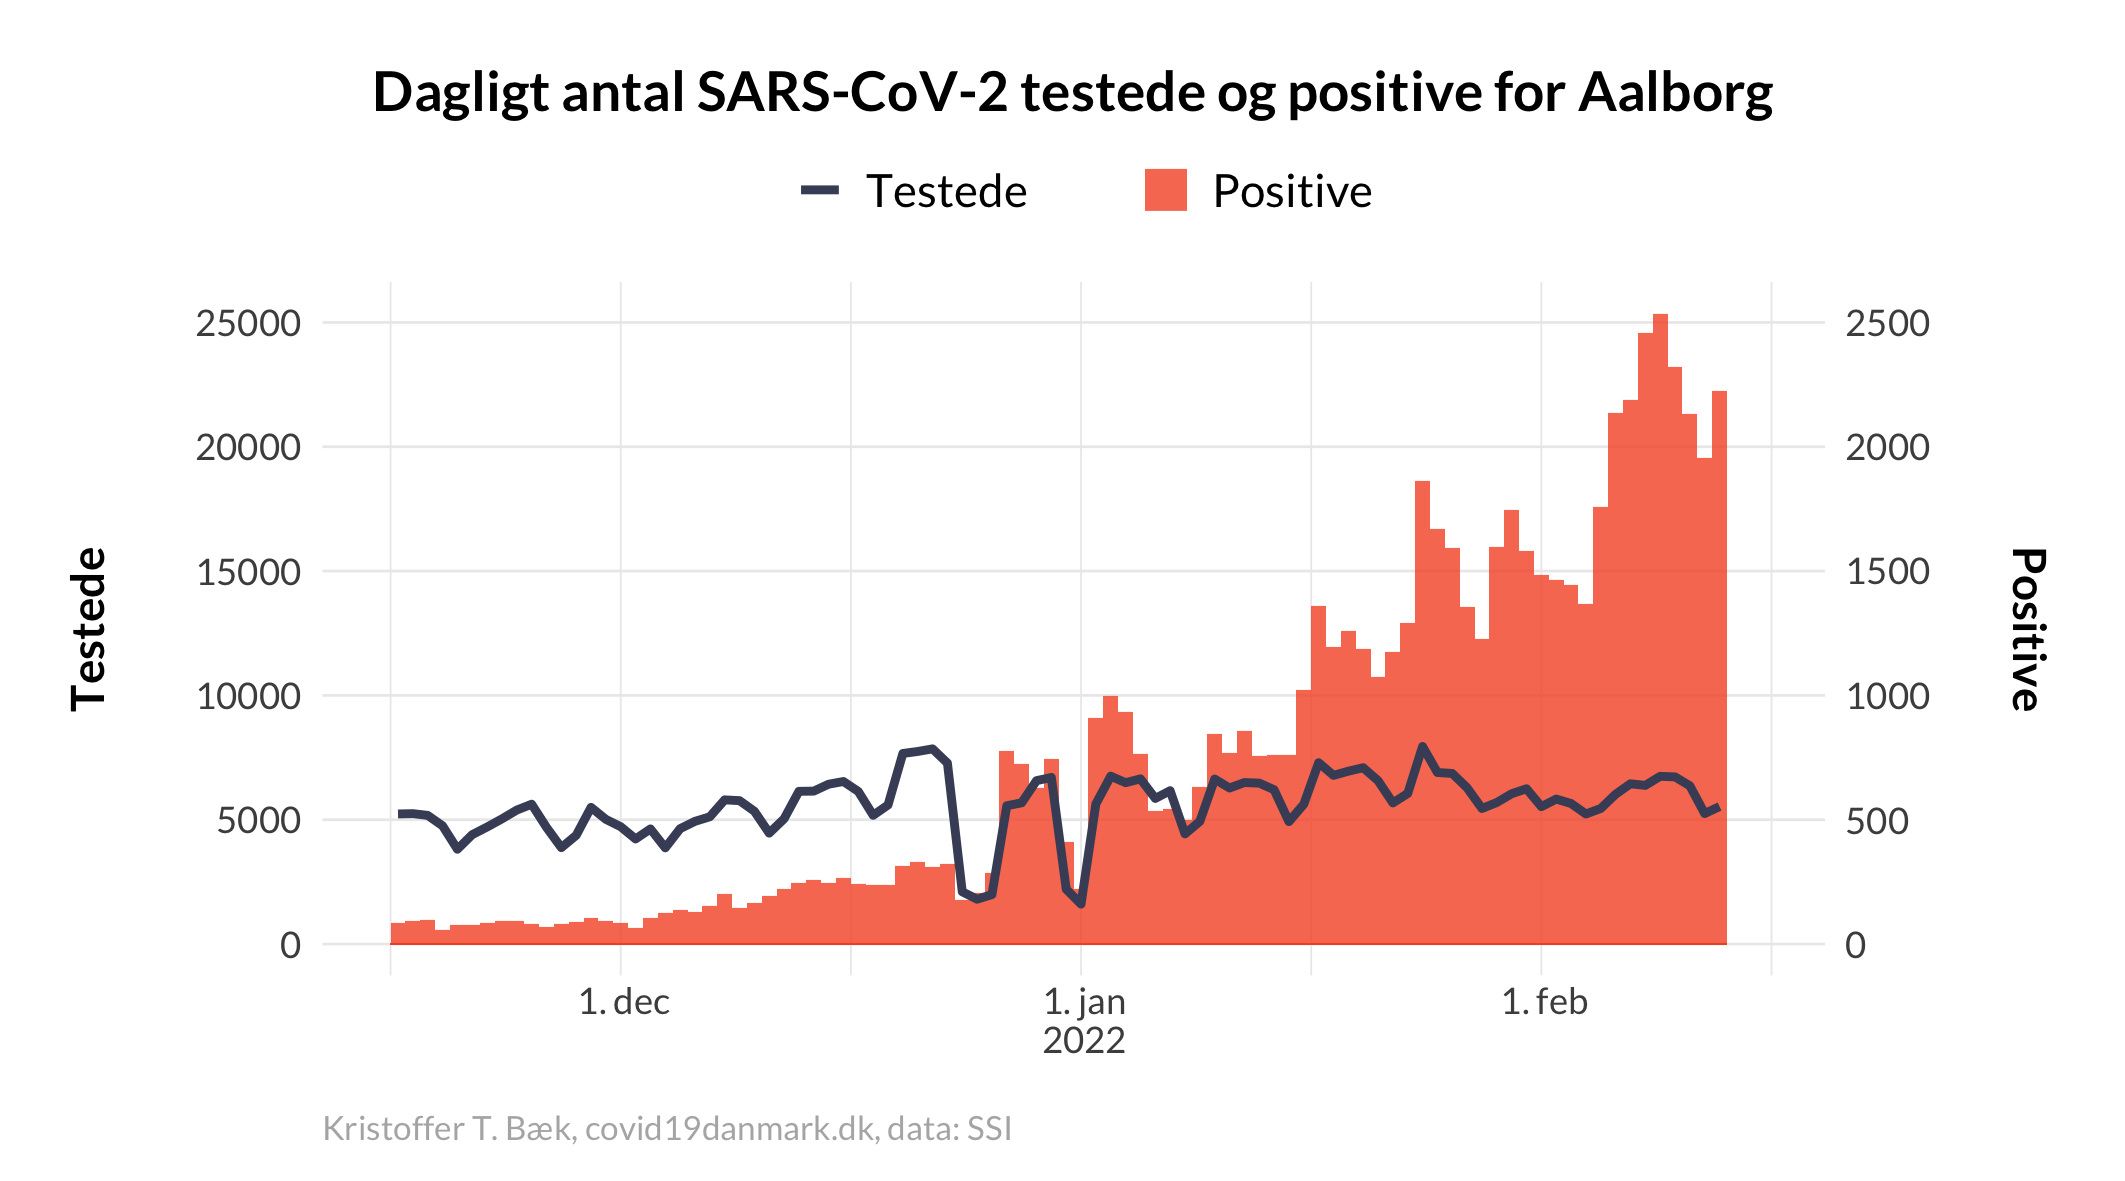 Dagligt antal SARS-CoV-2 testede og positive for Aalborg
Testede
Positive
25000
20000
15000
10000
5000
0
2500
2000
1500
1000
500
0
Testede
Positive
1. dec
1. jan
2022
1. feb
Kristoffer T. Bæk, covid19danmark.dk, data: SSI